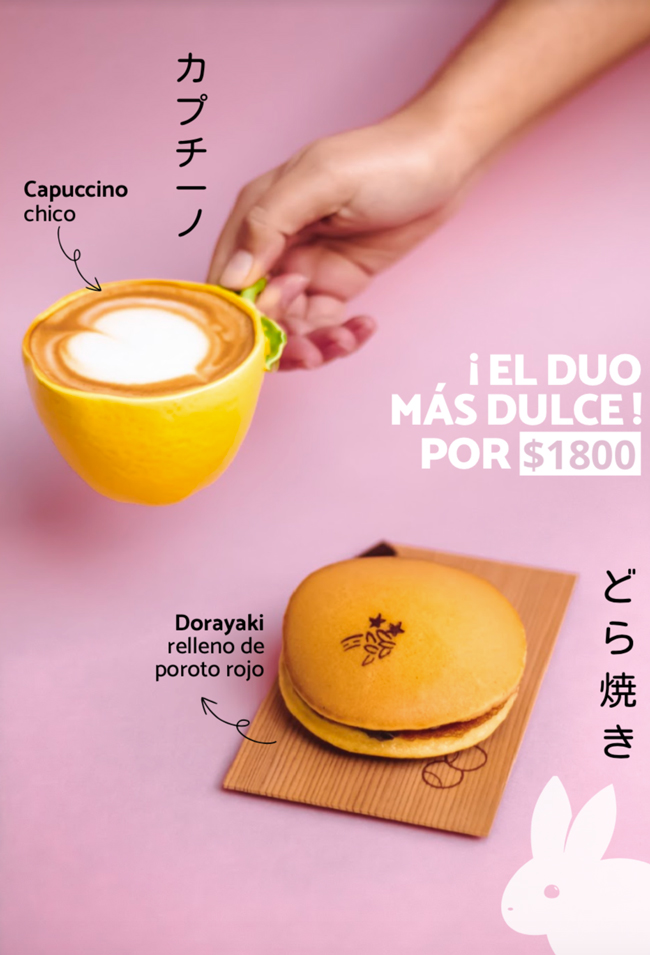 カプチーノ
Capuccino
chico
¡EL DUO
MÁS DULCE!
POR $1800
Dorayaki
relleno de
poroto rojo
どら焼き